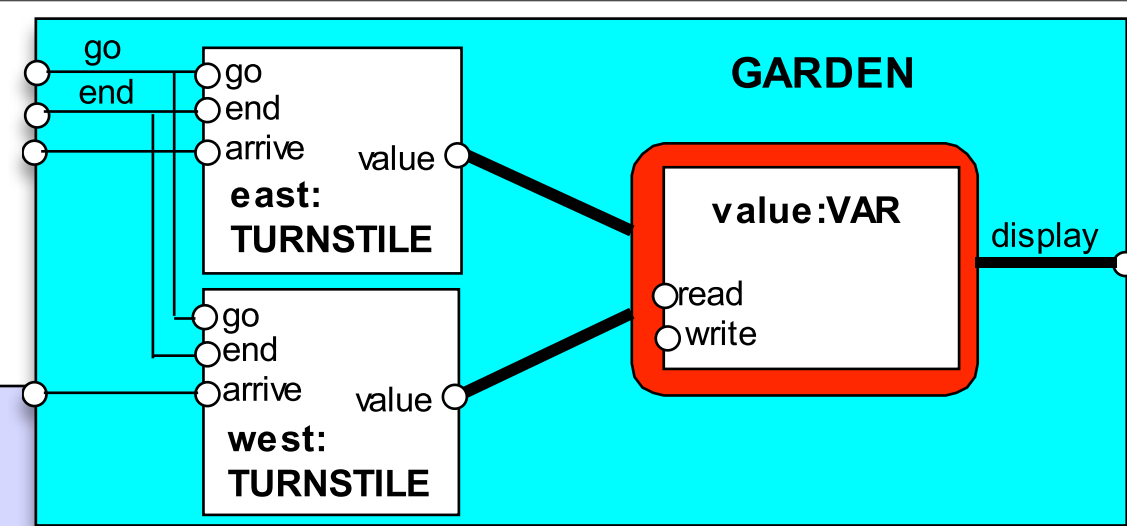 go
end
GARDEN
go
end
arrive
value
east:
TURNSTILE
value:VAR
display
read
write
go
end
arrive
value
west:
TURNSTILE